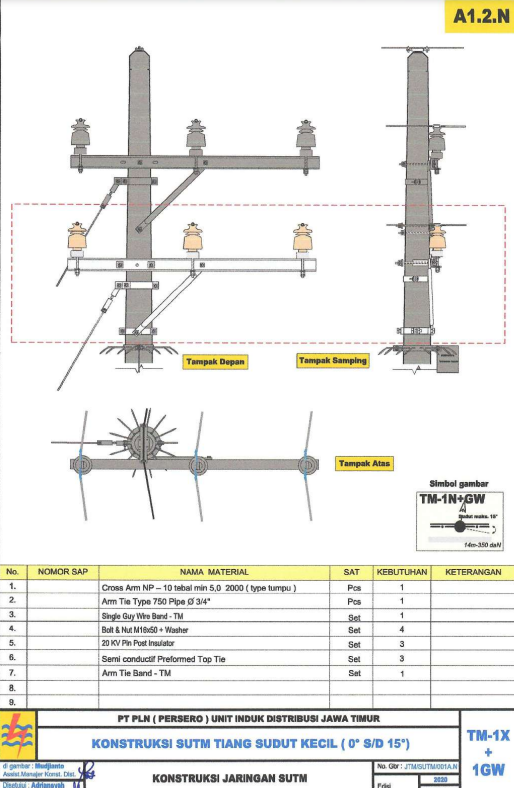 A1.2.N
Tampak Depan
Tampak Samping
Tampak Atas
Simbol gambar
TM-1N+GW
Sudut maks. 15°
14m-350 daN
No. NOMOR SAP NAMA MATERIAL SAT KEBUTUHAN KETERANGAN
1. Cross Arm NP – 10 tebal min 5,0 2000 ( type tumpu ) Pcs 1
2. Arm Tie Type 750 Pipe Ø 3/4" Pcs 1
3. Single Guy Wire Band - TM Set 1
4. Bolt & Nut M16x50 + Washer Set 4
5. 20 KV Pin Post Insulator Set 3
6. Semi conductif Preformed Top Tie Set 3
7. Arm Tie Band - TM Set 1
8.
9.
PT PLN ( PERSERO ) UNIT INDUK DISTRIBUSI JAWA TIMUR
KONSTRUKSI SUTM TIANG SUDUT KECIL ( 0° S/D 15°)
TM-1X
+
1GW
di gambar : Mudjianto
Assist.Manajer Konst. Dist.
Disetujui : Adriansyah
KONSTRUKSI JARINGAN SUTM
No. Gbr : JTM/SUTM/001A.N
Edisi 2020